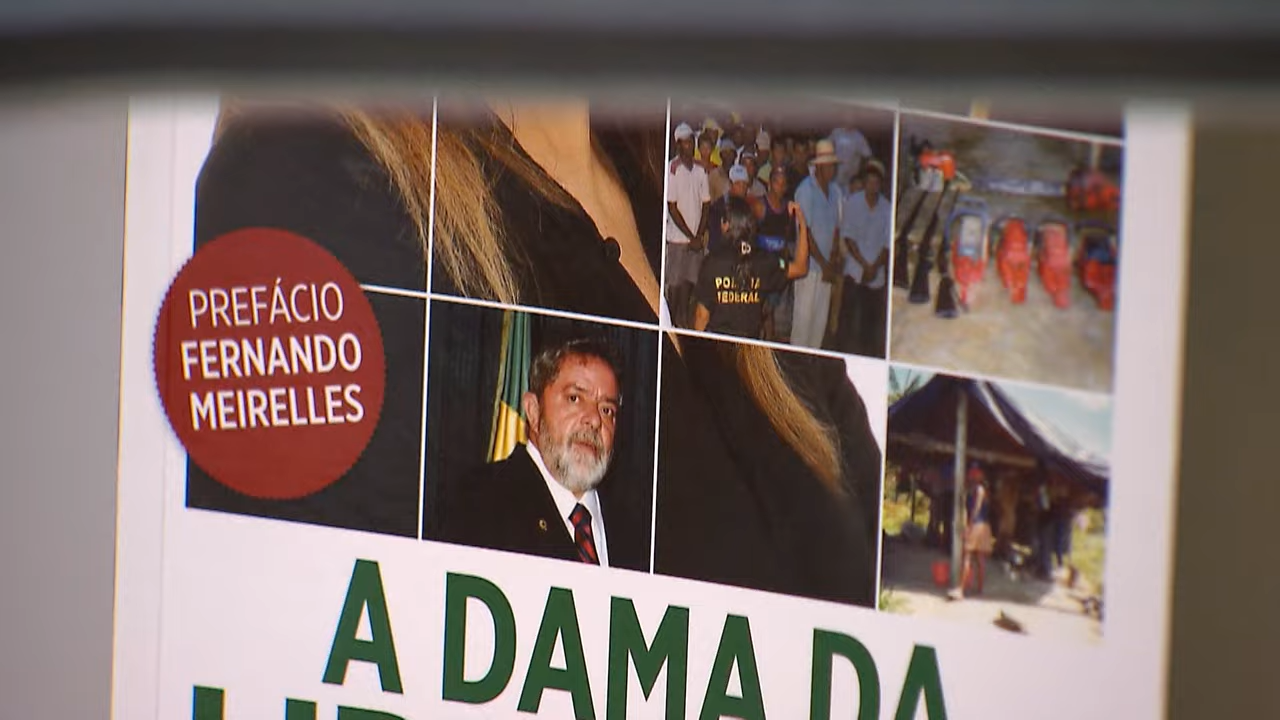 PREFÁCIO
FERNANDO
MEIRELLES
POLÍCIA
FEDERAL
A DAMA DA